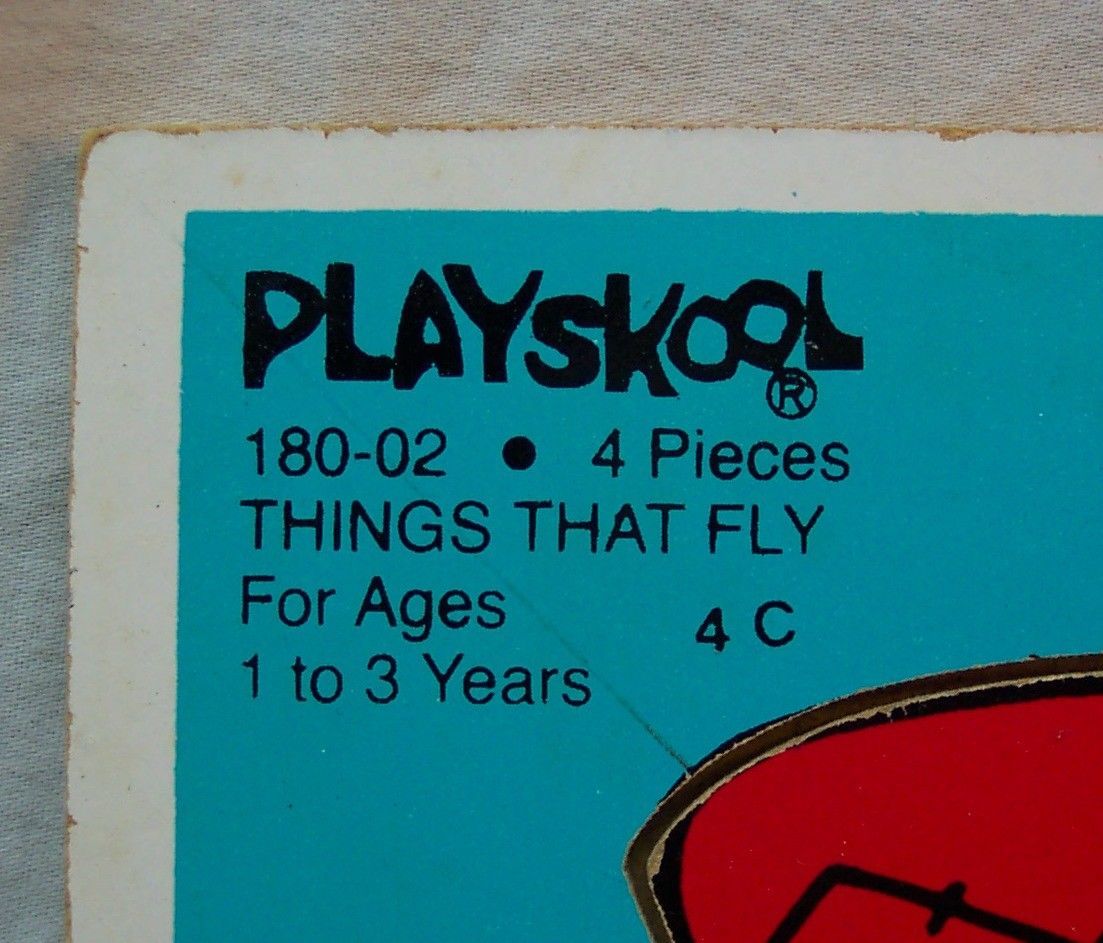 PLAYSKOOL®
180-02 • 4 Pieces
THINGS THAT FLY
For Ages
4 C
1 to 3 Years